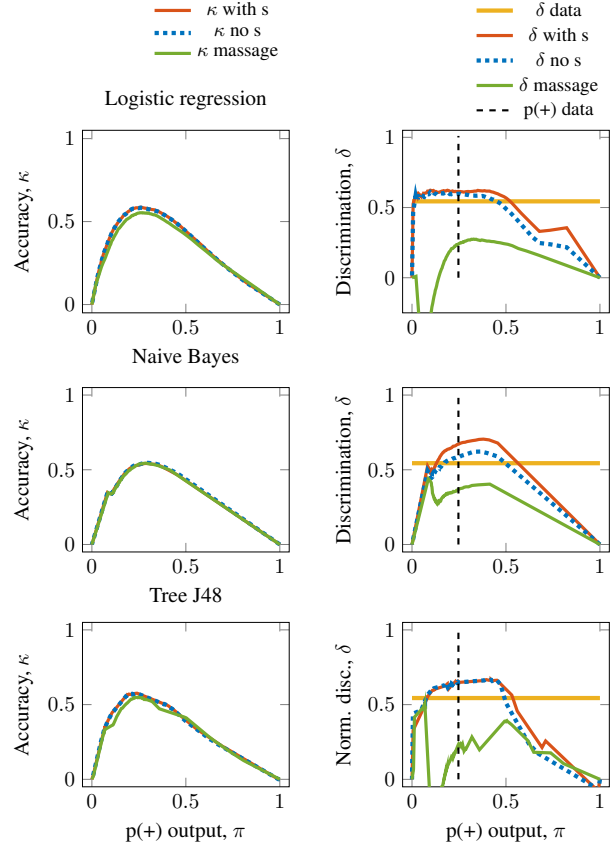 κ with s
κ no s
κ massage
δ data
δ with s
δ no s
δ massage
p(+) data
Logistic regression
1
0.5
0
Accuracy, κ
0 0.5 1
1
0.5
0
Discrimination, δ
0 0.5 1
Naive Bayes
1
0.5
0
Accuracy, κ
0 0.5 1
1
0.5
0
Discrimination, δ
0 0.5 1
Tree J48
1
0.5
0
Accuracy, κ
0 0.5 1
p(+) output, π
1
0.5
0
Norm. disc., δ
0 0.5 1
p(+) output, π